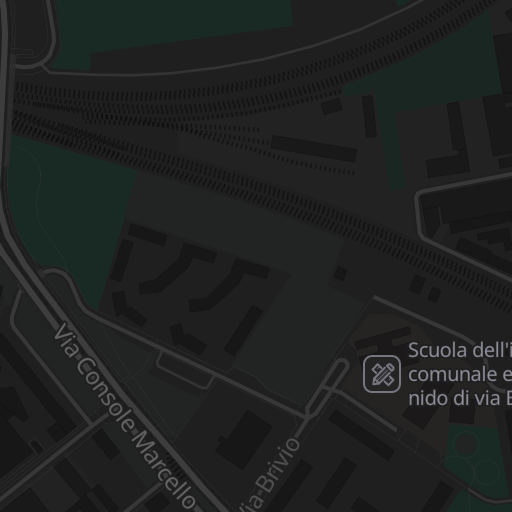 Scuola dell'i
comunale e
nido di via
Via Console Marcello
Via Brivio